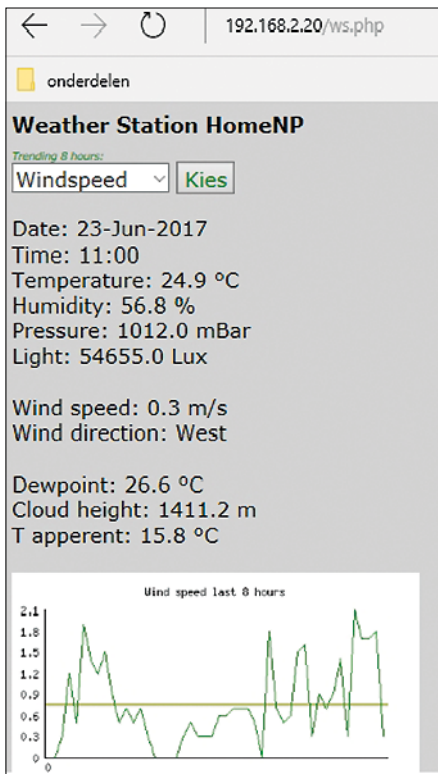 192.168.2.20/ws.php
onderdelen
Weather Station HomeNP
Trending 8 hours:
Windspeed Kies
Date: 23-Jun-2017
Time: 11:00
Temperature: 24.9 °C
Humidity: 56.8 %
Pressure: 1012.0 mBar
Light: 54655.0 Lux
Wind speed: 0.3 m/s
Wind direction: West
Dewpoint: 26.6 °C
Cloud height: 1411.2 m
T apperent: 15.8 °C
Wind speed last 8 hours
2.1
1.8
1.5
1.2
0.9
0.6
0.3
0
0